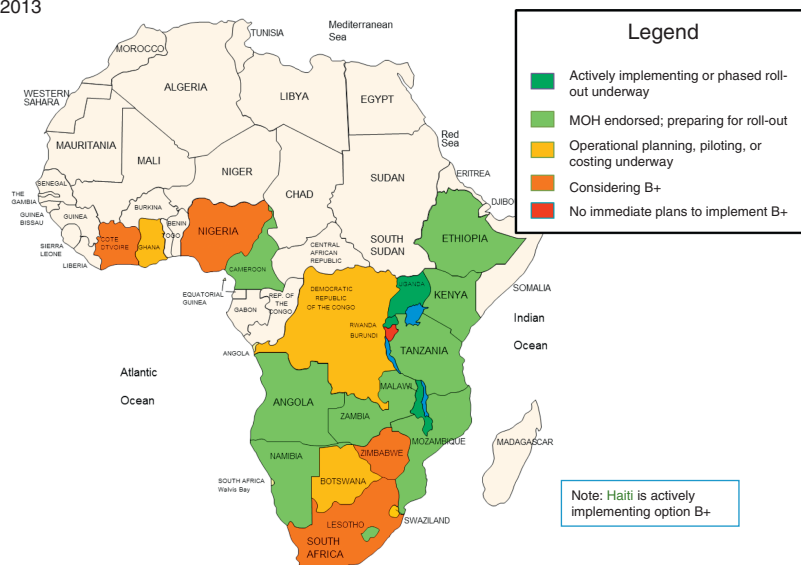 2013
Mediterranean
Sea
TUNISIA
MOROCCO
ALGERIA
LIBYA
EGYPT
WESTERN
SAHARA
MAURITANIA
MALI
NIGER
CHAD
SUDAN
Red
Sea
ERITREA
DJIBO
SENEGAL
THE
GAMBIA
GUINEA
BISSAU
GUINEA
SIERRA
LEONE
LIBERIA
BURKINA
COTE
D'IVOIRE
GHANA
TOGO
BENIN
NIGERIA
CAMEROON
CENTRAL
AFRICAN
REPUBLIC
SOUTH
SUDAN
ETHIOPIA
SOMALIA
EQUATORIAL
GUINEA
GABON
REP. OF
THE
CONGO
DEMOCRATIC
REPUBLIC
OF THE CONGO
UGANDA
KENYA
RWANDA
BURUNDI
TANZANIA
Indian
Ocean
ANGOLA
Atlantic
Ocean
ANGOLA
ZAMBIA
MALAWI
MOZAMBIQUE
MADAGASCAR
NAMIBIA
ZIMBABWE
BOTSWANA
SOUTH AFRICA
Walvis Bay
SWAZILAND
LESOTHO
SOUTH
AFRICA
Legend
Actively implementing or phased roll-
out underway
MOH endorsed; preparing for roll-out
Operational planning, piloting, or
costing underway
Considering B+
No immediate plans to implement B+
Note: Haiti is actively
implementing option B+